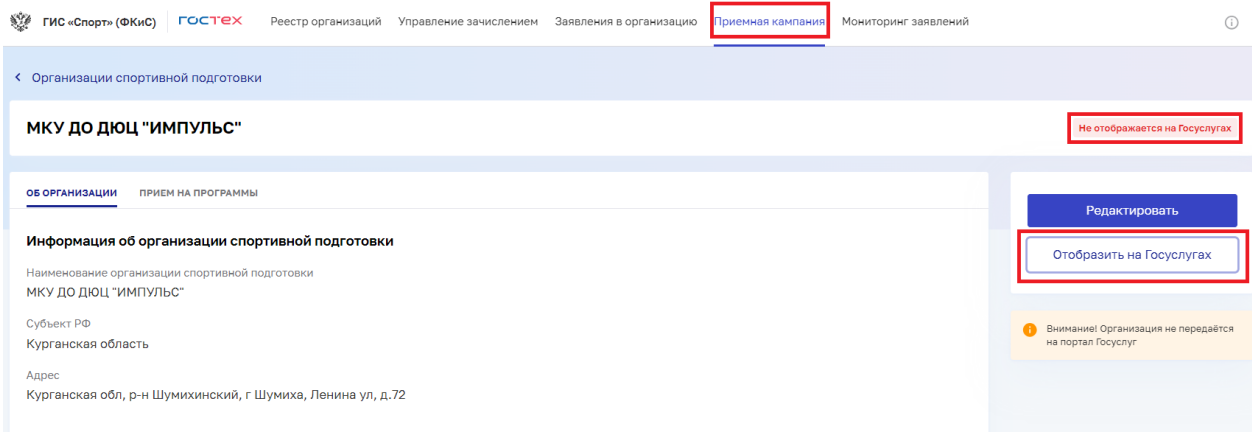 ГИС «Спорт» (ФКиС) ГОСТЕХ Реестр организаций Управление зачислением Заявления в организацию Приемная кампания Мониторинг заявлений
Организации спортивной подготовки
МКУ ДО ДЮЦ "ИМПУЛЬС"
Не отображается на Госуслугах
ОБ ОРГАНИЗАЦИИ ПРИЕМ НА ПРОГРАММЫ
Информация об организации спортивной подготовки
Наименование организации спортивной подготовки
МКУ ДО ДЮЦ "ИМПУЛЬС"
Субъект РФ
Курганская область
Адрес
Курганская обл, р-н Шумихинский, г Шумиха, Ленина ул, д.72
Редактировать
Отобразить на Госуслугах
Внимание! Организация не передаётся
на портал Госуслуг